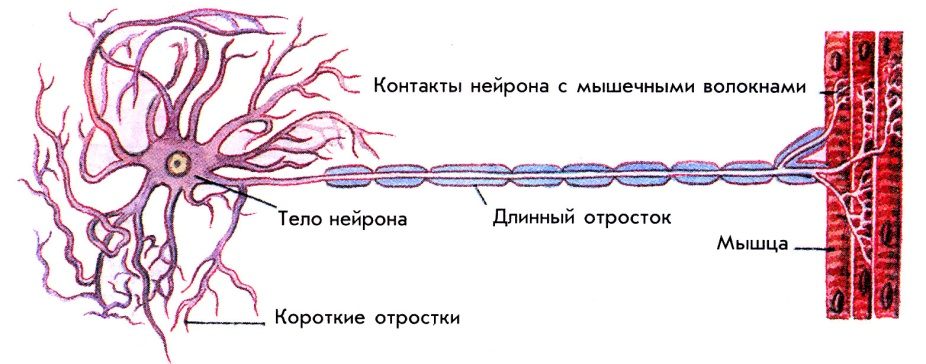 Контакты нейрона с мышечными волокнами
Тело нейрона
Длинный отросток
Мышца
Короткие отростки